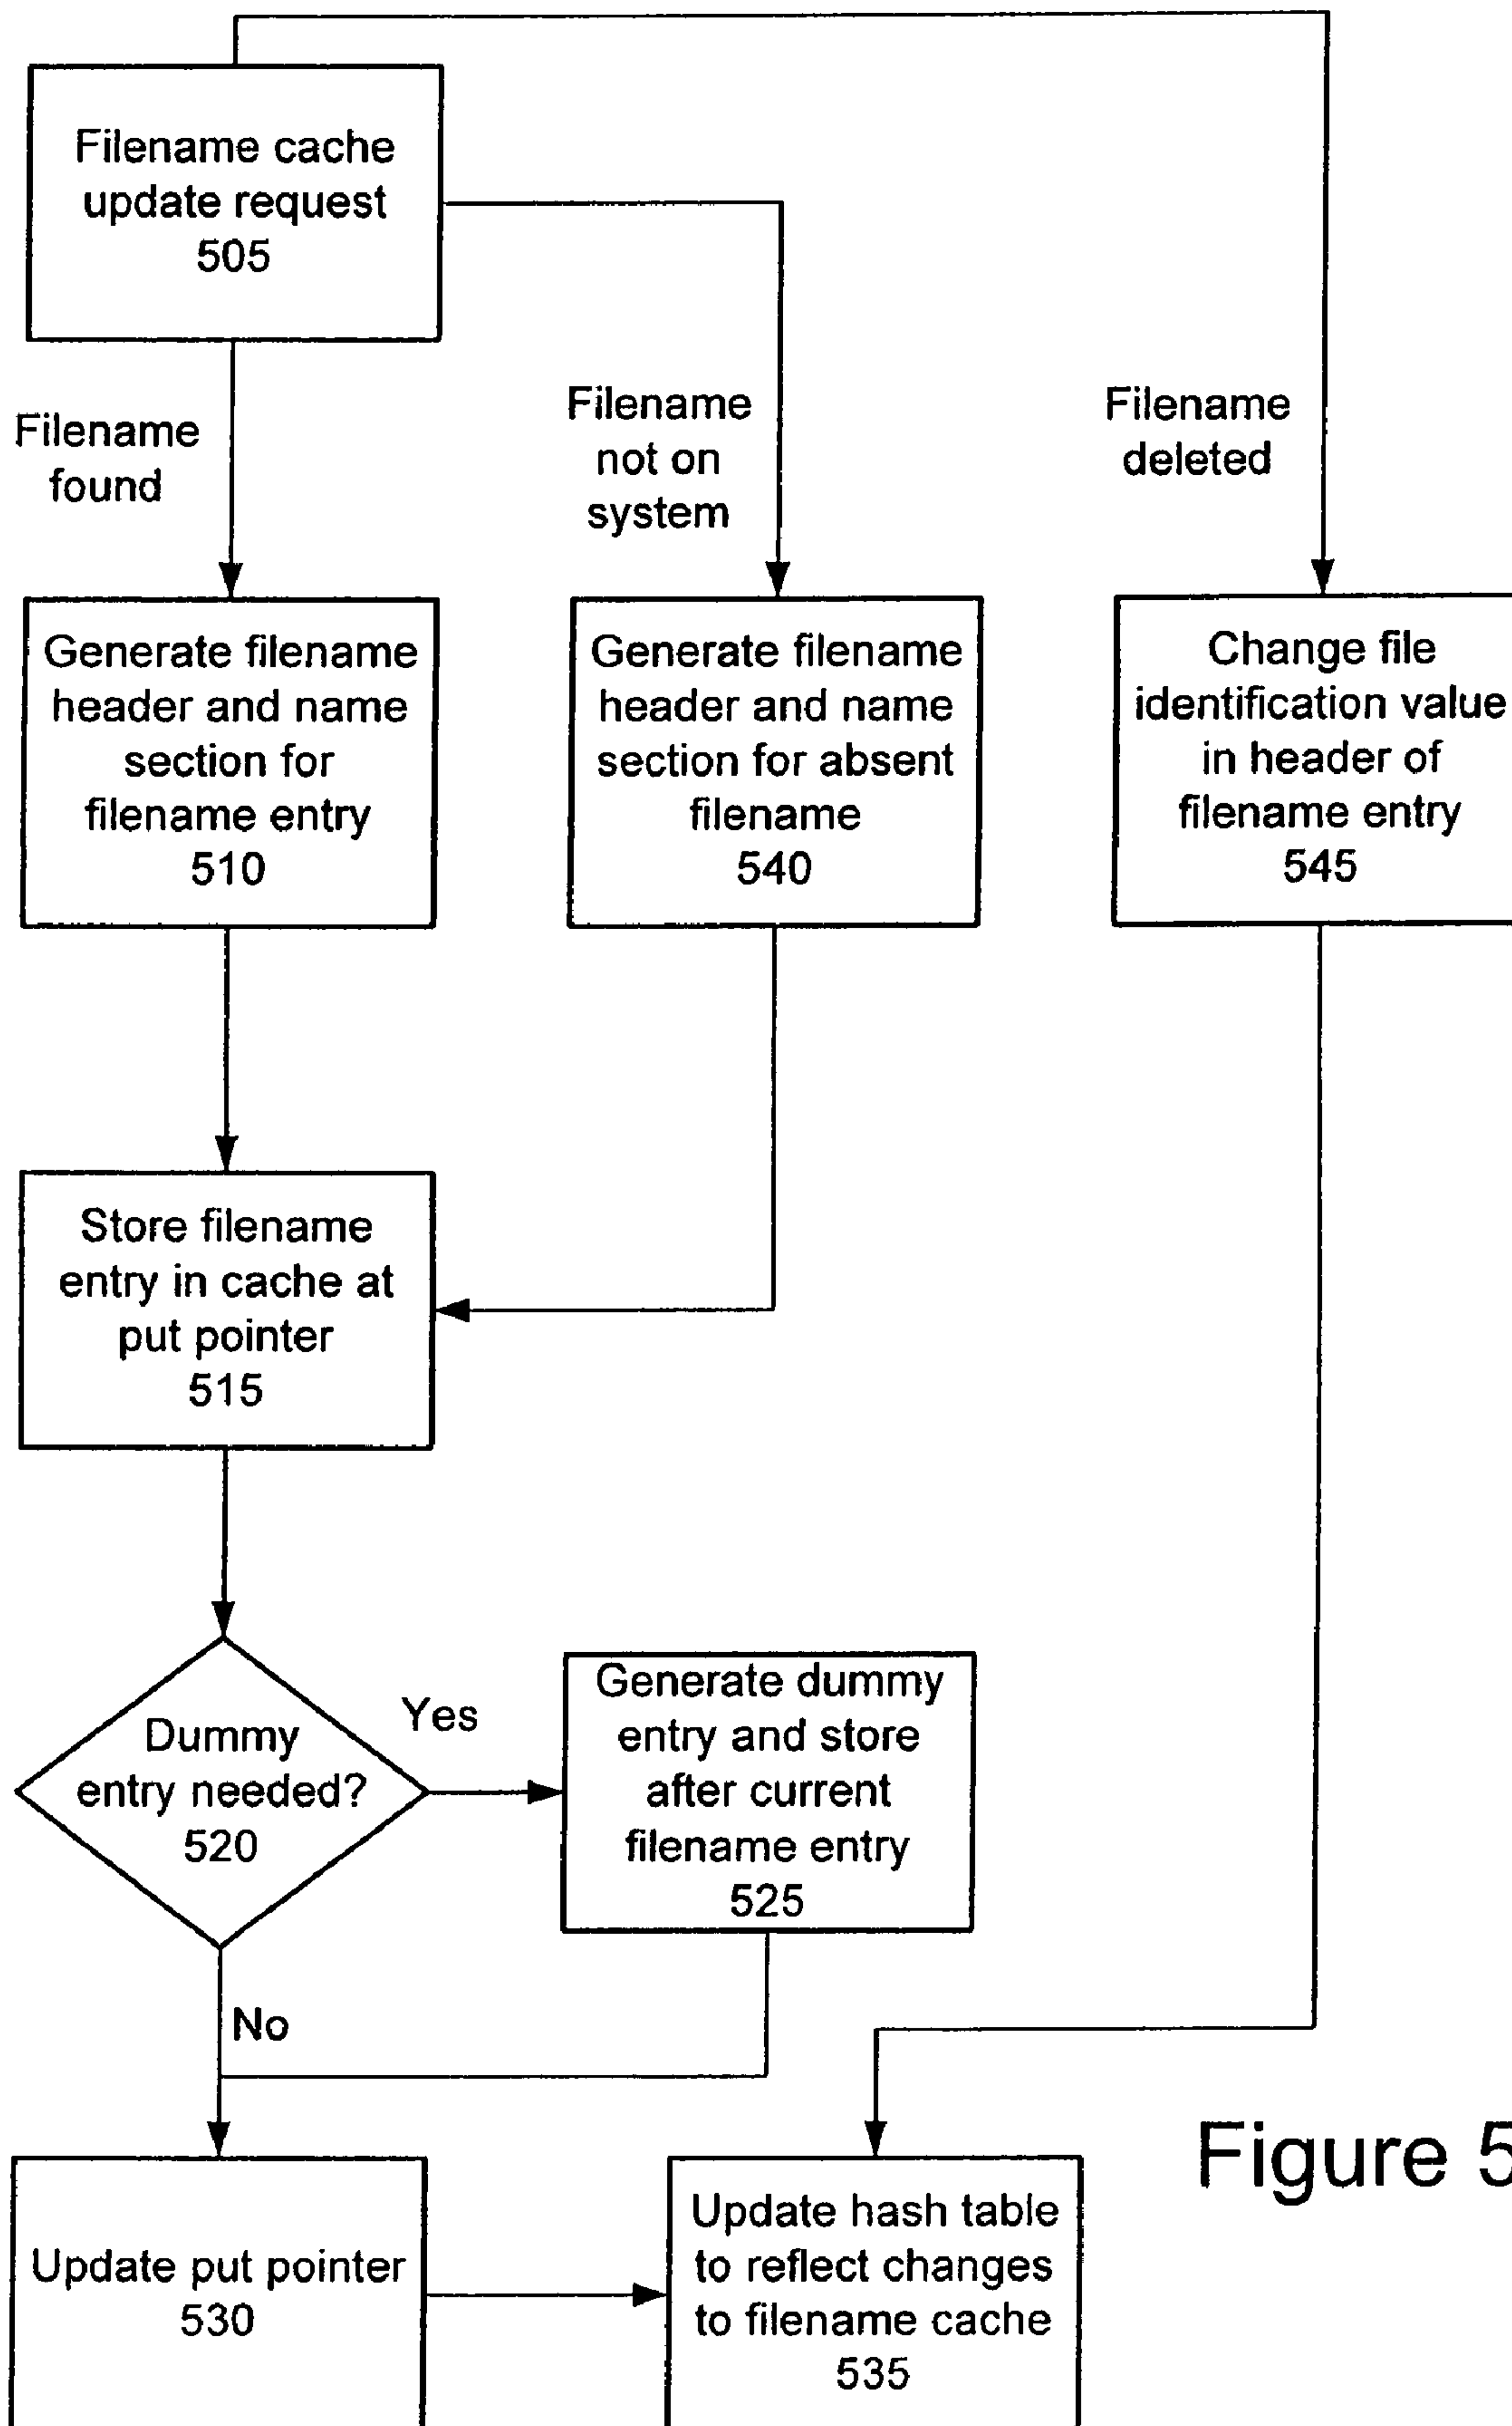 Filename cache
update request
505
Filename
found
Filename
not on
system
Filename
deleted
Generate filename
header and name
section for
filename entry
510
Generate filename
header and name
section for absent
filename
540
Change file
identification value
in header of
filename entry
545
Store filename
entry in cache at
put pointer
515
Dummy
entry needed?
520
Yes
Generate dummy
entry and store
after current
filename entry
525
No
Update put pointer
530
Update hash table
to reflect changes
to filename cache
535
Figure 5